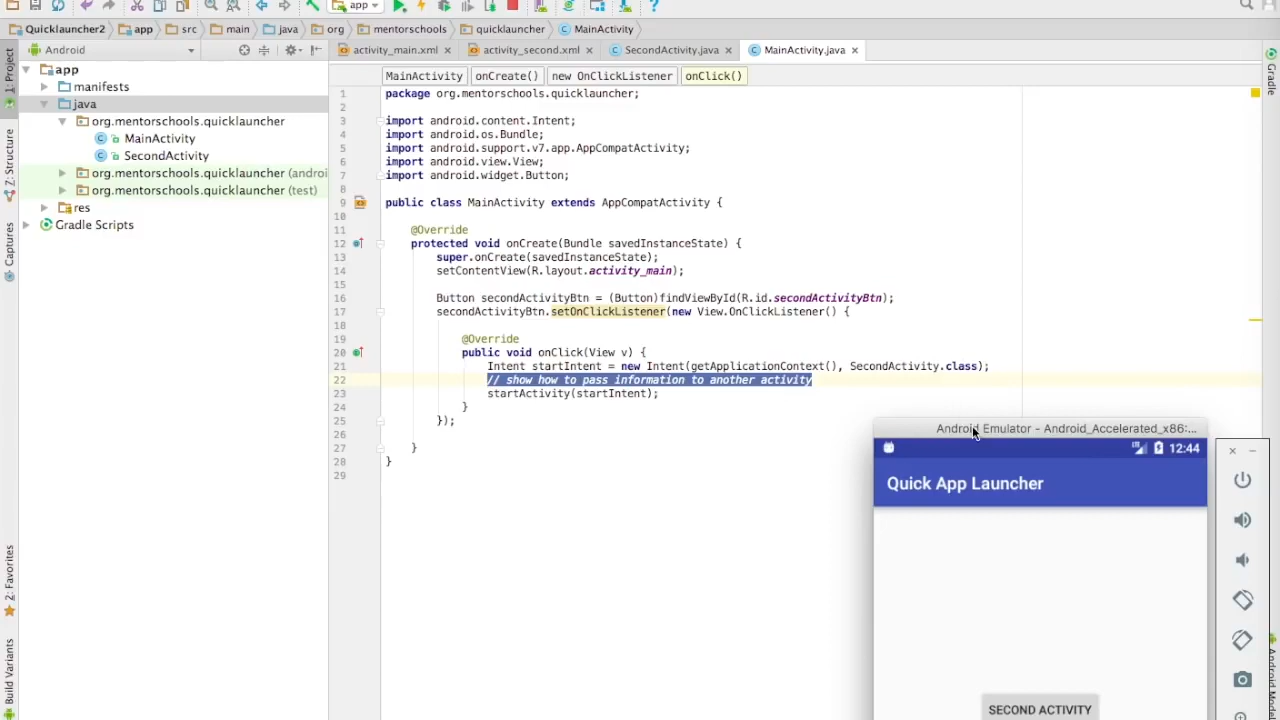 app
Quicklauncher2
app
src
main
java
org
mentorschools
quicklauncher
MainActivity
Android
activity_main.xml
activity_second.xml
SecondActivity.java
MainActivity.java
1: Project
Z: Structure
Captures
2: Favorites
Build Variants
Gradle
app
manifests
java
org.mentorschools.quicklauncher
MainActivity
SecondActivity
org.mentorschools.quicklauncher (androi
org.mentorschools.quicklauncher (test)
res
Gradle Scripts
MainActivity
onCreate()
new OnClickListener
onClick()
1 package org.mentorschools.quicklauncher;
2
3 import android.content.Intent;
4 import android.os.Bundle;
5 import android.support.v7.app.AppCompatActivity;
6 import android.view.View;
7 import android.widget.Button;
8
9 public class MainActivity extends AppCompatActivity {
10
11 @Override
12 protected void onCreate(Bundle savedInstanceState) {
13 super.onCreate(savedInstanceState);
14 setContentView(R.layout.activity_main);
15
16 Button secondActivityBtn = (Button)findViewById(R.id.secondActivityBtn);
17 secondActivityBtn.setOnClickListener(new View.OnClickListener() {
18
19 @Override
20 public void onClick(View v) {
21 Intent startIntent = new Intent(getApplicationContext(), SecondActivity.class);
22 // show how to pass information to another activity
23 startActivity(startIntent);
24 }
25 });
26
27 }
28 }
29
Android Emulator - Android_Accelerated_x86:...
12:44
Quick App Launcher
SECOND ACTIVITY